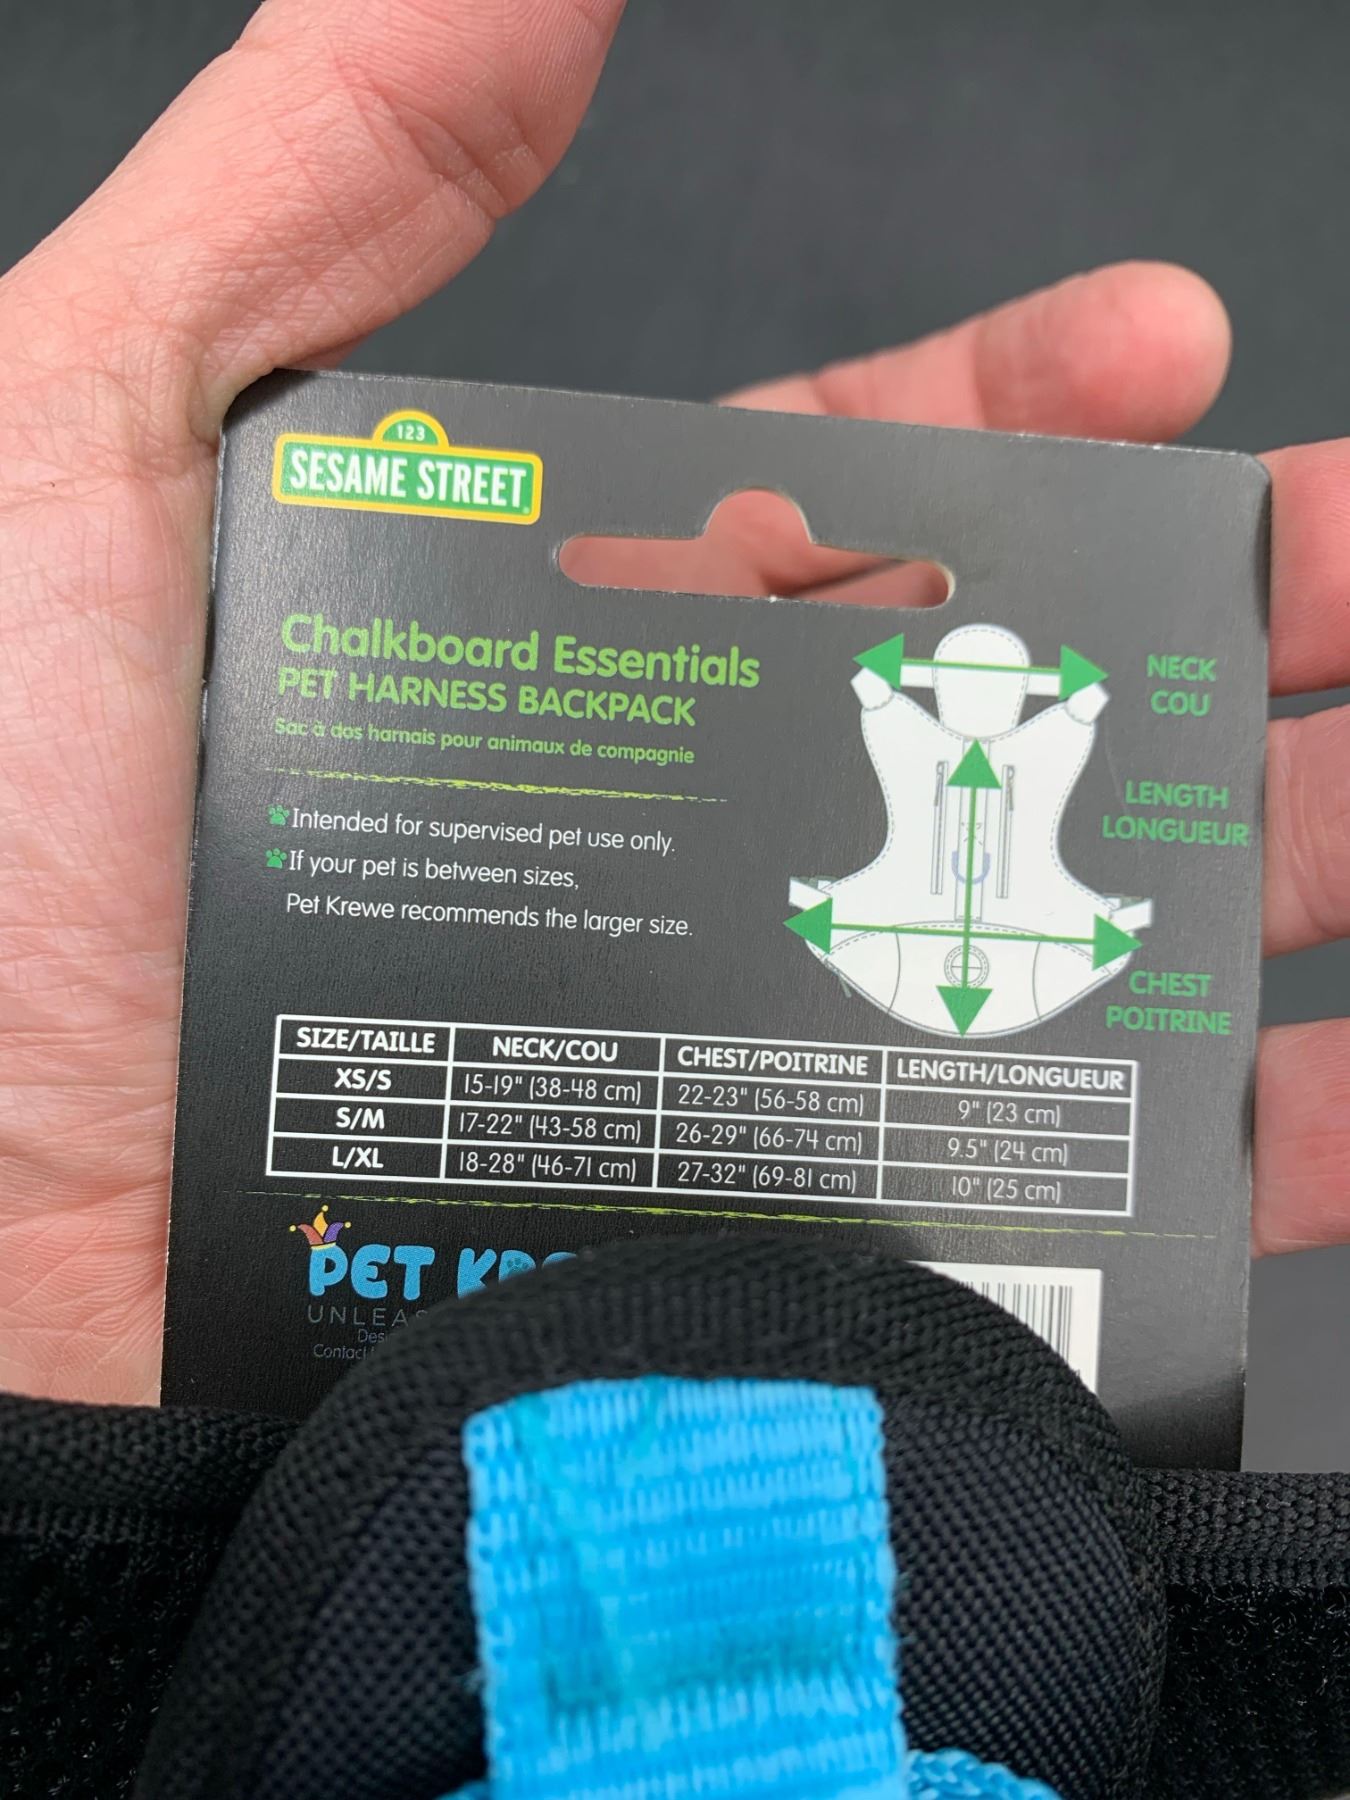 123
SESAME STREET
Chalkboard Essentials
PET HARNESS BACKPACK
Sac à dos harnais pour animaux de compagnie
Intended for supervised pet use only.
If your pet is between sizes,
Pet Krewe recommends the larger size.
NECK
COU
LENGTH
LONGUEUR
CHEST
POITRINE
SIZE/TAILLE NECK/COU CHEST/POITRINE LENGTH/LONGUEUR
XS/S 15-19" (38-48 cm) 22-23" (56-58 cm) 9" (23 cm)
S/M 17-22" (43-58 cm) 26-29" (66-74 cm) 9.5" (24 cm)
L/XL 18-28" (46-71 cm) 27-32" (69-81 cm) 10" (25 cm)
PET
UNLEAS
Desi
Contact